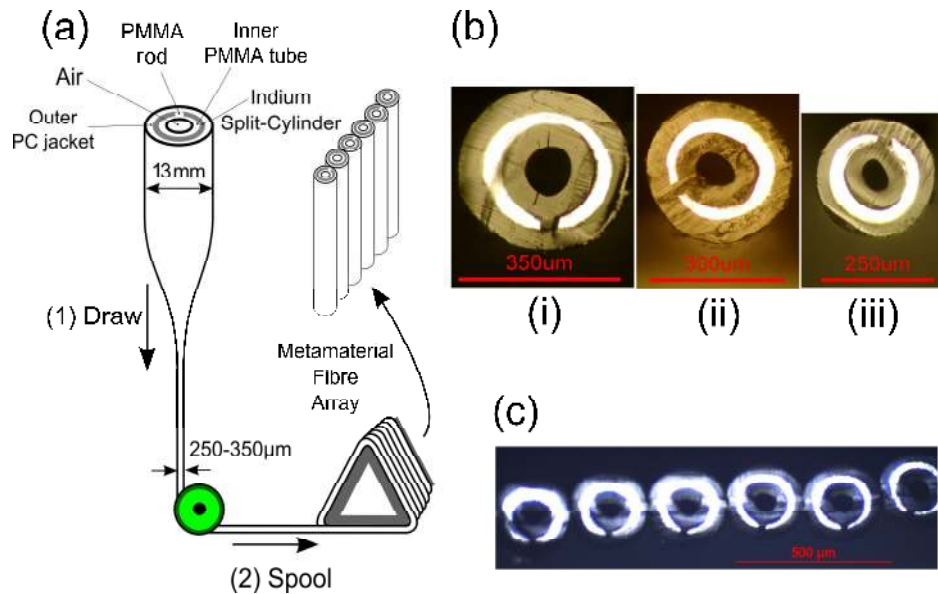 (a)
PMMA
rod
Inner
PMMA tube
Air
Indium
Split-Cylinder
Outer
PC jacket
13mm
(1) Draw
Metamaterial
Fibre
Array
250-350µm
(2) Spool
(b)
350um
300um
250um
(i)
(ii)
(iii)
(c)
500 µm